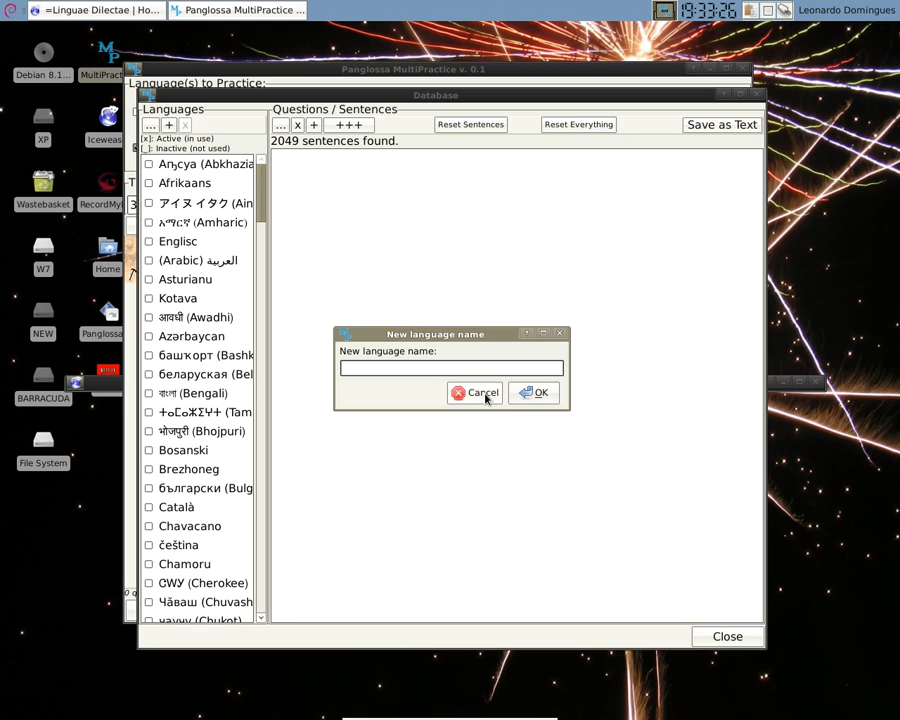 =Linguae Dilectae | Ho...
Panglossa MultiPractice ...
19:33:26
Leonardo Domingues
Debian 8.1...
MultiPract
XP
Iceweas
Wastebasket
RecordMy
W7
Home
NEW
Panglossa
BARRACUDA
File System
Panglossa MultiPractice v. 0.1
Language(s) to Practice:
Database
Languages
... + x
[x]: Active (in use)
[_]: Inactive (not used)
Аҧсуа (Abkhazia
Afrikaans
アイヌ イタク (Ain
አማርኛ (Amharic)
Englisc
(Arabic) العربية
Asturianu
Kotava
आवधी (Awadhi)
Azərbaycan
башҡорт (Bashk
беларуская (Bel
বাংলা (Bengali)
ⵜⴰⵎⴰⵣⵉⵖⵜ (Tam
भोजपुरी (Bhojpuri)
Bosanski
Brezhoneg
български (Bulg
Català
Chavacano
čeština
Chamoru
ᏣᎳᎩ (Cherokee)
Чӑваш (Chuvash
Questions / Sentences
... x + +++
Reset Sentences
Reset Everything
Save as Text
2049 sentences found.
New language name
New language name:
Cancel
OK
Close